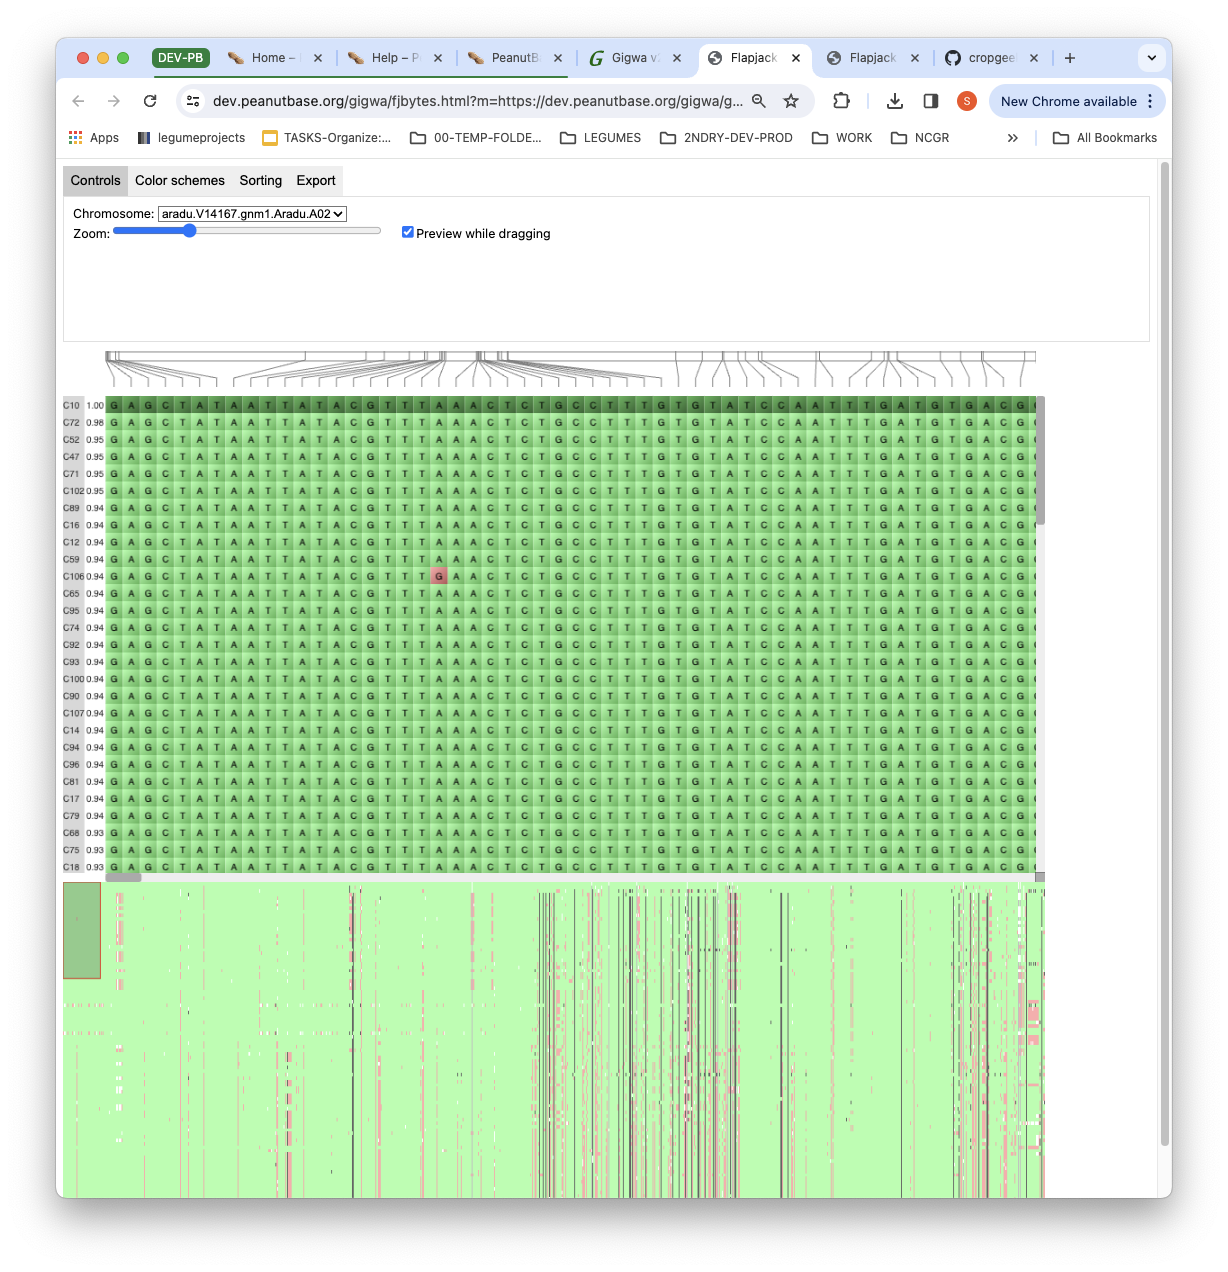 DEV-PB
Home –
Help – P
PeanutB
Gigwa v
Flapjack
Flapjack
cropgee
dev.peanutbase.org/gigwa/fjbytes.html?m=https://dev.peanutbase.org/gigwa/g...
S
New Chrome available
Apps
legumeprojects
TASKS-Organize:...
00-TEMP-FOLDE...
LEGUMES
2NDRY-DEV-PROD
WORK
NCGR
»
All Bookmarks
Controls Color schemes Sorting Export
Chromosome: aradu.V14167.gnm1.Aradu.A02
Zoom: Preview while dragging
C10 1.00 G A G C T A T A A T T A T A C G T T T A A A C T C T G C C T T T G T G T A T C C A A T T T G A T G T G A C G
C72 0.98 G A G C T A T A A T T A T A C G T T T A A A C T C T G C C T T T G T G T A T C C A A T T T G A T G T G A C G
C52 0.95 G A G C T A T A A T T A T A C G T T T A A A C T C T G C C T T T G T G T A T C C A A T T T G A T G T G A C G
C47 0.95 G A G C T A T A A T T A T A C G T T T A A A C T C T G C C T T T G T G T A T C C A A T T T G A T G T G A C G
C71 0.95 G A G C T A T A A T T A T A C G T T T A A A C T C T G C C T T T G T G T A T C C A A T T T G A T G T G A C G
C102 0.95 G A G C T A T A A T T A T A C G T T T A A A C T C T G C C T T T G T G T A T C C A A T T T G A T G T G A C G
C89 0.94 G A G C T A T A A T T A T A C G T T T A A A C T C T G C C T T T G T G T A T C C A A T T T G A T G T G A C G
C16 0.94 G A G C T A T A A T T A T A C G T T T A A A C T C T G C C T T T G T G T A T C C A A T T T G A T G T G A C G
C12 0.94 G A G C T A T A A T T A T A C G T T T A A A C T C T G C C T T T G T G T A T C C A A T T T G A T G T G A C G
C59 0.94 G A G C T A T A A T T A T A C G T T T A A A C T C T G C C T T T G T G T A T C C A A T T T G A T G T G A C G
C106 0.94 G A G C T A T A A T T A T A C G T T T G A A C T C T G C C T T T G T G T A T C C A A T T T G A T G T G A C G
C65 0.94 G A G C T A T A A T T A T A C G T T T A A A C T C T G C C T T T G T G T A T C C A A T T T G A T G T G A C G
C95 0.94 G A G C T A T A A T T A T A C G T T T A A A C T C T G C C T T T G T G T A T C C A A T T T G A T G T G A C G
C74 0.94 G A G C T A T A A T T A T A C G T T T A A A C T C T G C C T T T G T G T A T C C A A T T T G A T G T G A C G
C92 0.94 G A G C T A T A A T T A T A C G T T T A A A C T C T G C C T T T G T G T A T C C A A T T T G A T G T G A C G
C93 0.94 G A G C T A T A A T T A T A C G T T T A A A C T C T G C C T T T G T G T A T C C A A T T T G A T G T G A C G
C100 0.94 G A G C T A T A A T T A T A C G T T T A A A C T C T G C C T T T G T G T A T C C A A T T T G A T G T G A C G
C90 0.94 G A G C T A T A A T T A T A C G T T T A A A C T C T G C C T T T G T G T A T C C A A T T T G A T G T G A C G
C107 0.94 G A G C T A T A A T T A T A C G T T T A A A C T C T G C C T T T G T G T A T C C A A T T T G A T G T G A C G
C14 0.94 G A G C T A T A A T T A T A C G T T T A A A C T C T G C C T T T G T G T A T C C A A T T T G A T G T G A C G
C94 0.94 G A G C T A T A A T T A T A C G T T T A A A C T C T G C C T T T G T G T A T C C A A T T T G A T G T G A C G
C96 0.94 G A G C T A T A A T T A T A C G T T T A A A C T C T G C C T T T G T G T A T C C A A T T T G A T G T G A C G
C81 0.94 G A G C T A T A A T T A T A C G T T T A A A C T C T G C C T T T G T G T A T C C A A T T T G A T G T G A C G
C17 0.94 G A G C T A T A A T T A T A C G T T T A A A C T C T G C C T T T G T G T A T C C A A T T T G A T G T G A C G
C79 0.94 G A G C T A T A A T T A T A C G T T T A A A C T C T G C C T T T G T G T A T C C A A T T T G A T G T G A C G
C68 0.93 G A G C T A T A A T T A T A C G T T T A A A C T C T G C C T T T G T G T A T C C A A T T T G A T G T G A C G
C75 0.93 G A G C T A T A A T T A T A C G T T T A A A C T C T G C C T T T G T G T A T C C A A T T T G A T G T G A C G
C18 0.93 G A G C T A T A A T T A T A C G T T T A A A C T C T G C C T T T G T G T A T C C A A T T T G A T G T G A C G